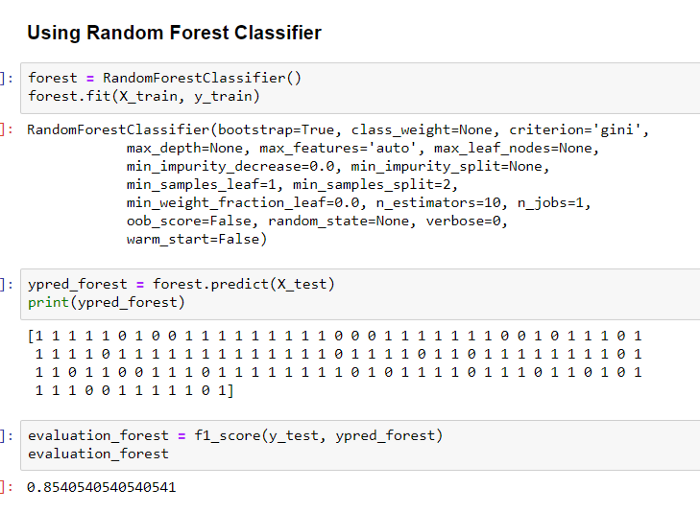 Using Random Forest Classifier
]: forest = RandomForestClassifier()
forest.fit(X_train, y_train)
]: RandomForestClassifier(bootstrap=True, class_weight=None, criterion='gini',
max_depth=None, max_features='auto', max_leaf_nodes=None,
min_impurity_decrease=0.0, min_impurity_split=None,
min_samples_leaf=1, min_samples_split=2,
min_weight_fraction_leaf=0.0, n_estimators=10, n_jobs=1,
oob_score=False, random_state=None, verbose=0,
warm_start=False)
]: ypred_forest = forest.predict(X_test)
print(ypred_forest)
[1 1 1 1 1 0 1 0 0 1 1 1 1 1 1 1 1 1 0 0 0 1 1 1 1 1 1 1 0 0 1 0 1 1 1 0 1
1 1 1 1 0 1 1 1 1 1 1 1 1 1 1 1 1 1 0 1 1 1 1 0 1 1 0 1 1 1 1 1 1 1 1 0 1
1 1 0 1 1 0 0 1 1 1 0 1 1 1 1 1 1 1 1 0 1 0 1 1 1 1 0 1 1 1 0 1 1 0 1 0 1
1 1 1 0 0 1 1 1 1 1 0 1]
]: evaluation_forest = f1_score(y_test, ypred_forest)
evaluation_forest
]: 0.8540540540540541